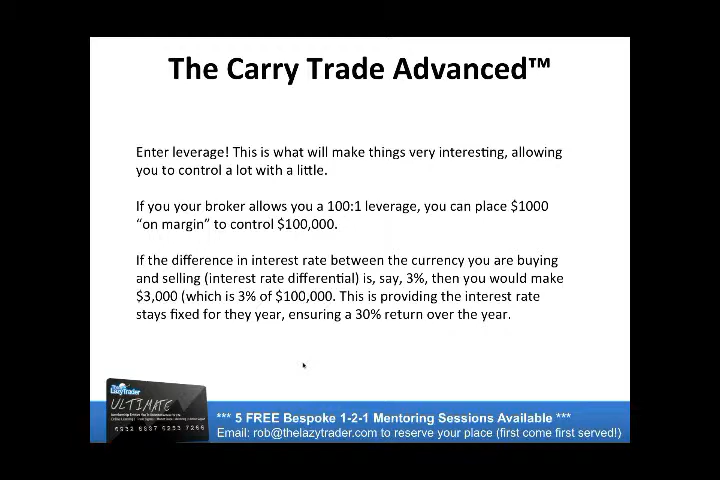 The Carry Trade Advanced™
Enter leverage! This is what will make things very interesting, allowing
you to control a lot with a little.
If you your broker allows you a 100:1 leverage, you can place $1000
“on margin” to control $100,000.
If the difference in interest rate between the currency you are buying
and selling (interest rate differential) is, say, 3%, then you would make
$3,000 (which is 3% of $100,000. This is providing the interest rate
stays fixed for they year, ensuring a 30% return over the year.
The
LazyTrader
ULTIMATE
*** 5 FREE Bespoke 1-2-1 Mentoring Sessions Available ***
Email: rob@thelazytrader.com to reserve your place (first come first served!)